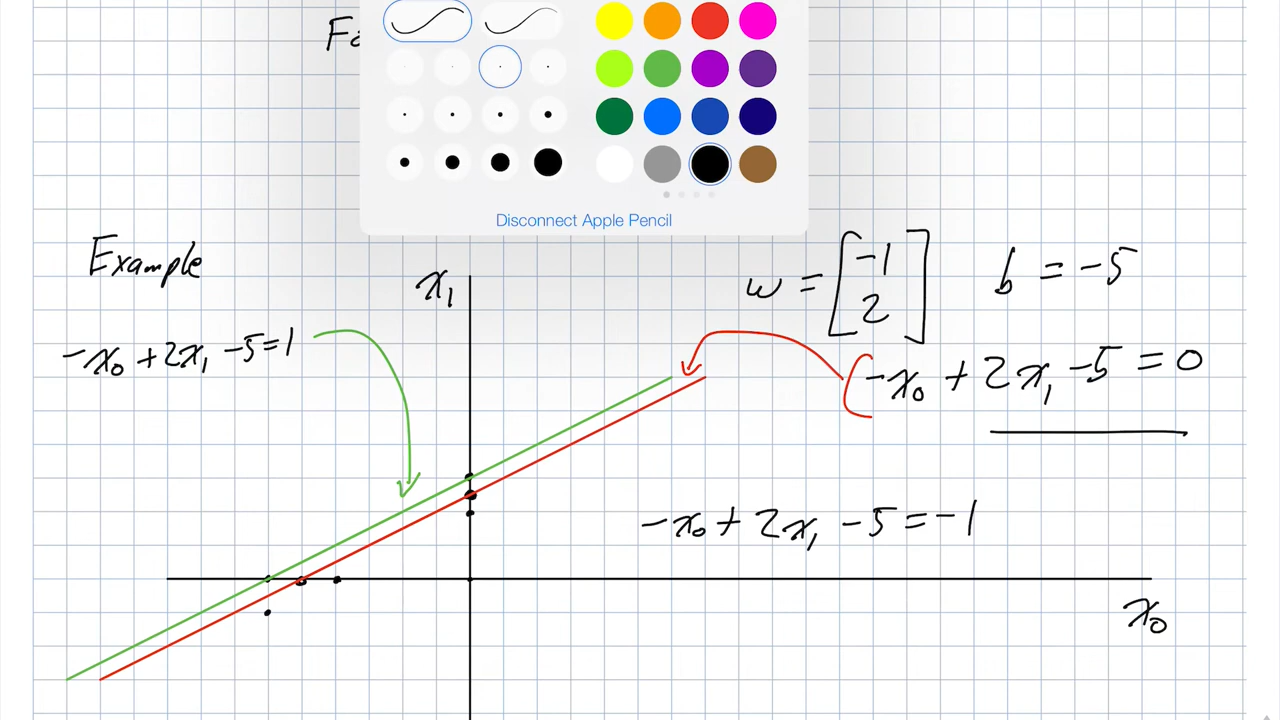 Fo
Disconnect Apple Pencil
Example
x₁
w = [-1 2]
b = -5
-x₀ + 2x₁ - 5 = 1
-x₀ + 2x₁ - 5 = 0
-x₀ + 2x₁ - 5 = -1
x₀